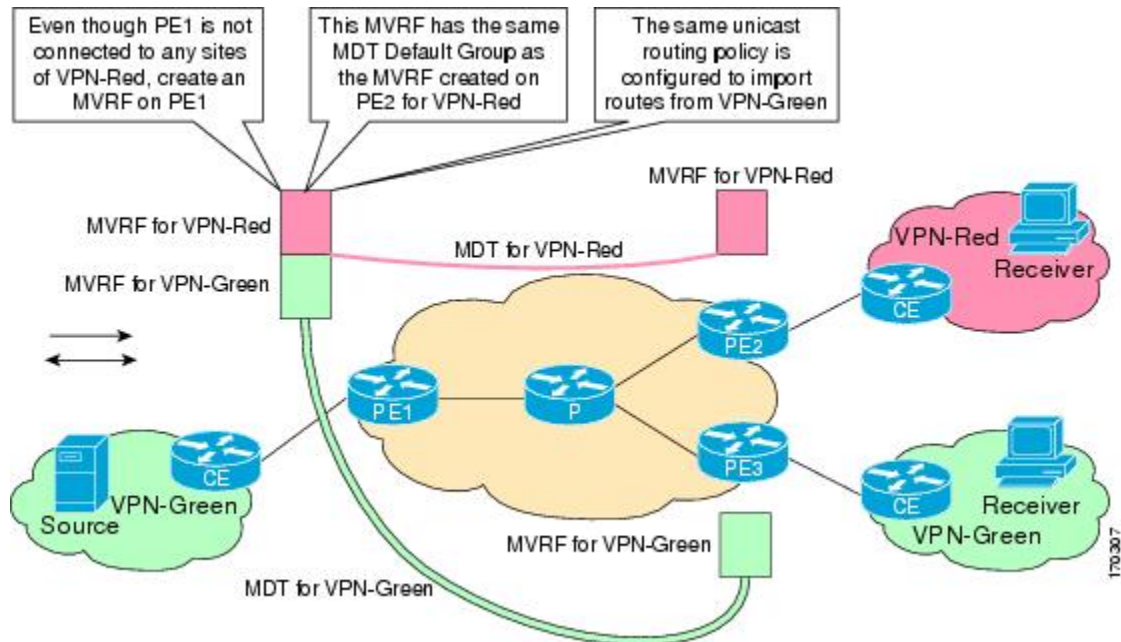 Even though PE1 is not
connected to any sites
of VPN-Red, create an
MVRF on PE1
This MVRF has the same
MDT Default Group as
the MVRF created on
PE2 for VPN-Red
The same unicast
routing policy is
configured to import
routes from VPN-Green
MVRF for VPN-Red
MVRF for VPN-Red
MDT for VPN-Red
MVRF for VPN-Green
VPN-Red
Receiver
CE
PE2
PE1
P
PE3
CE
VPN-Green
Source
CE
Receiver
VPN-Green
MVRF for VPN-Green
MDT for VPN-Green
170307